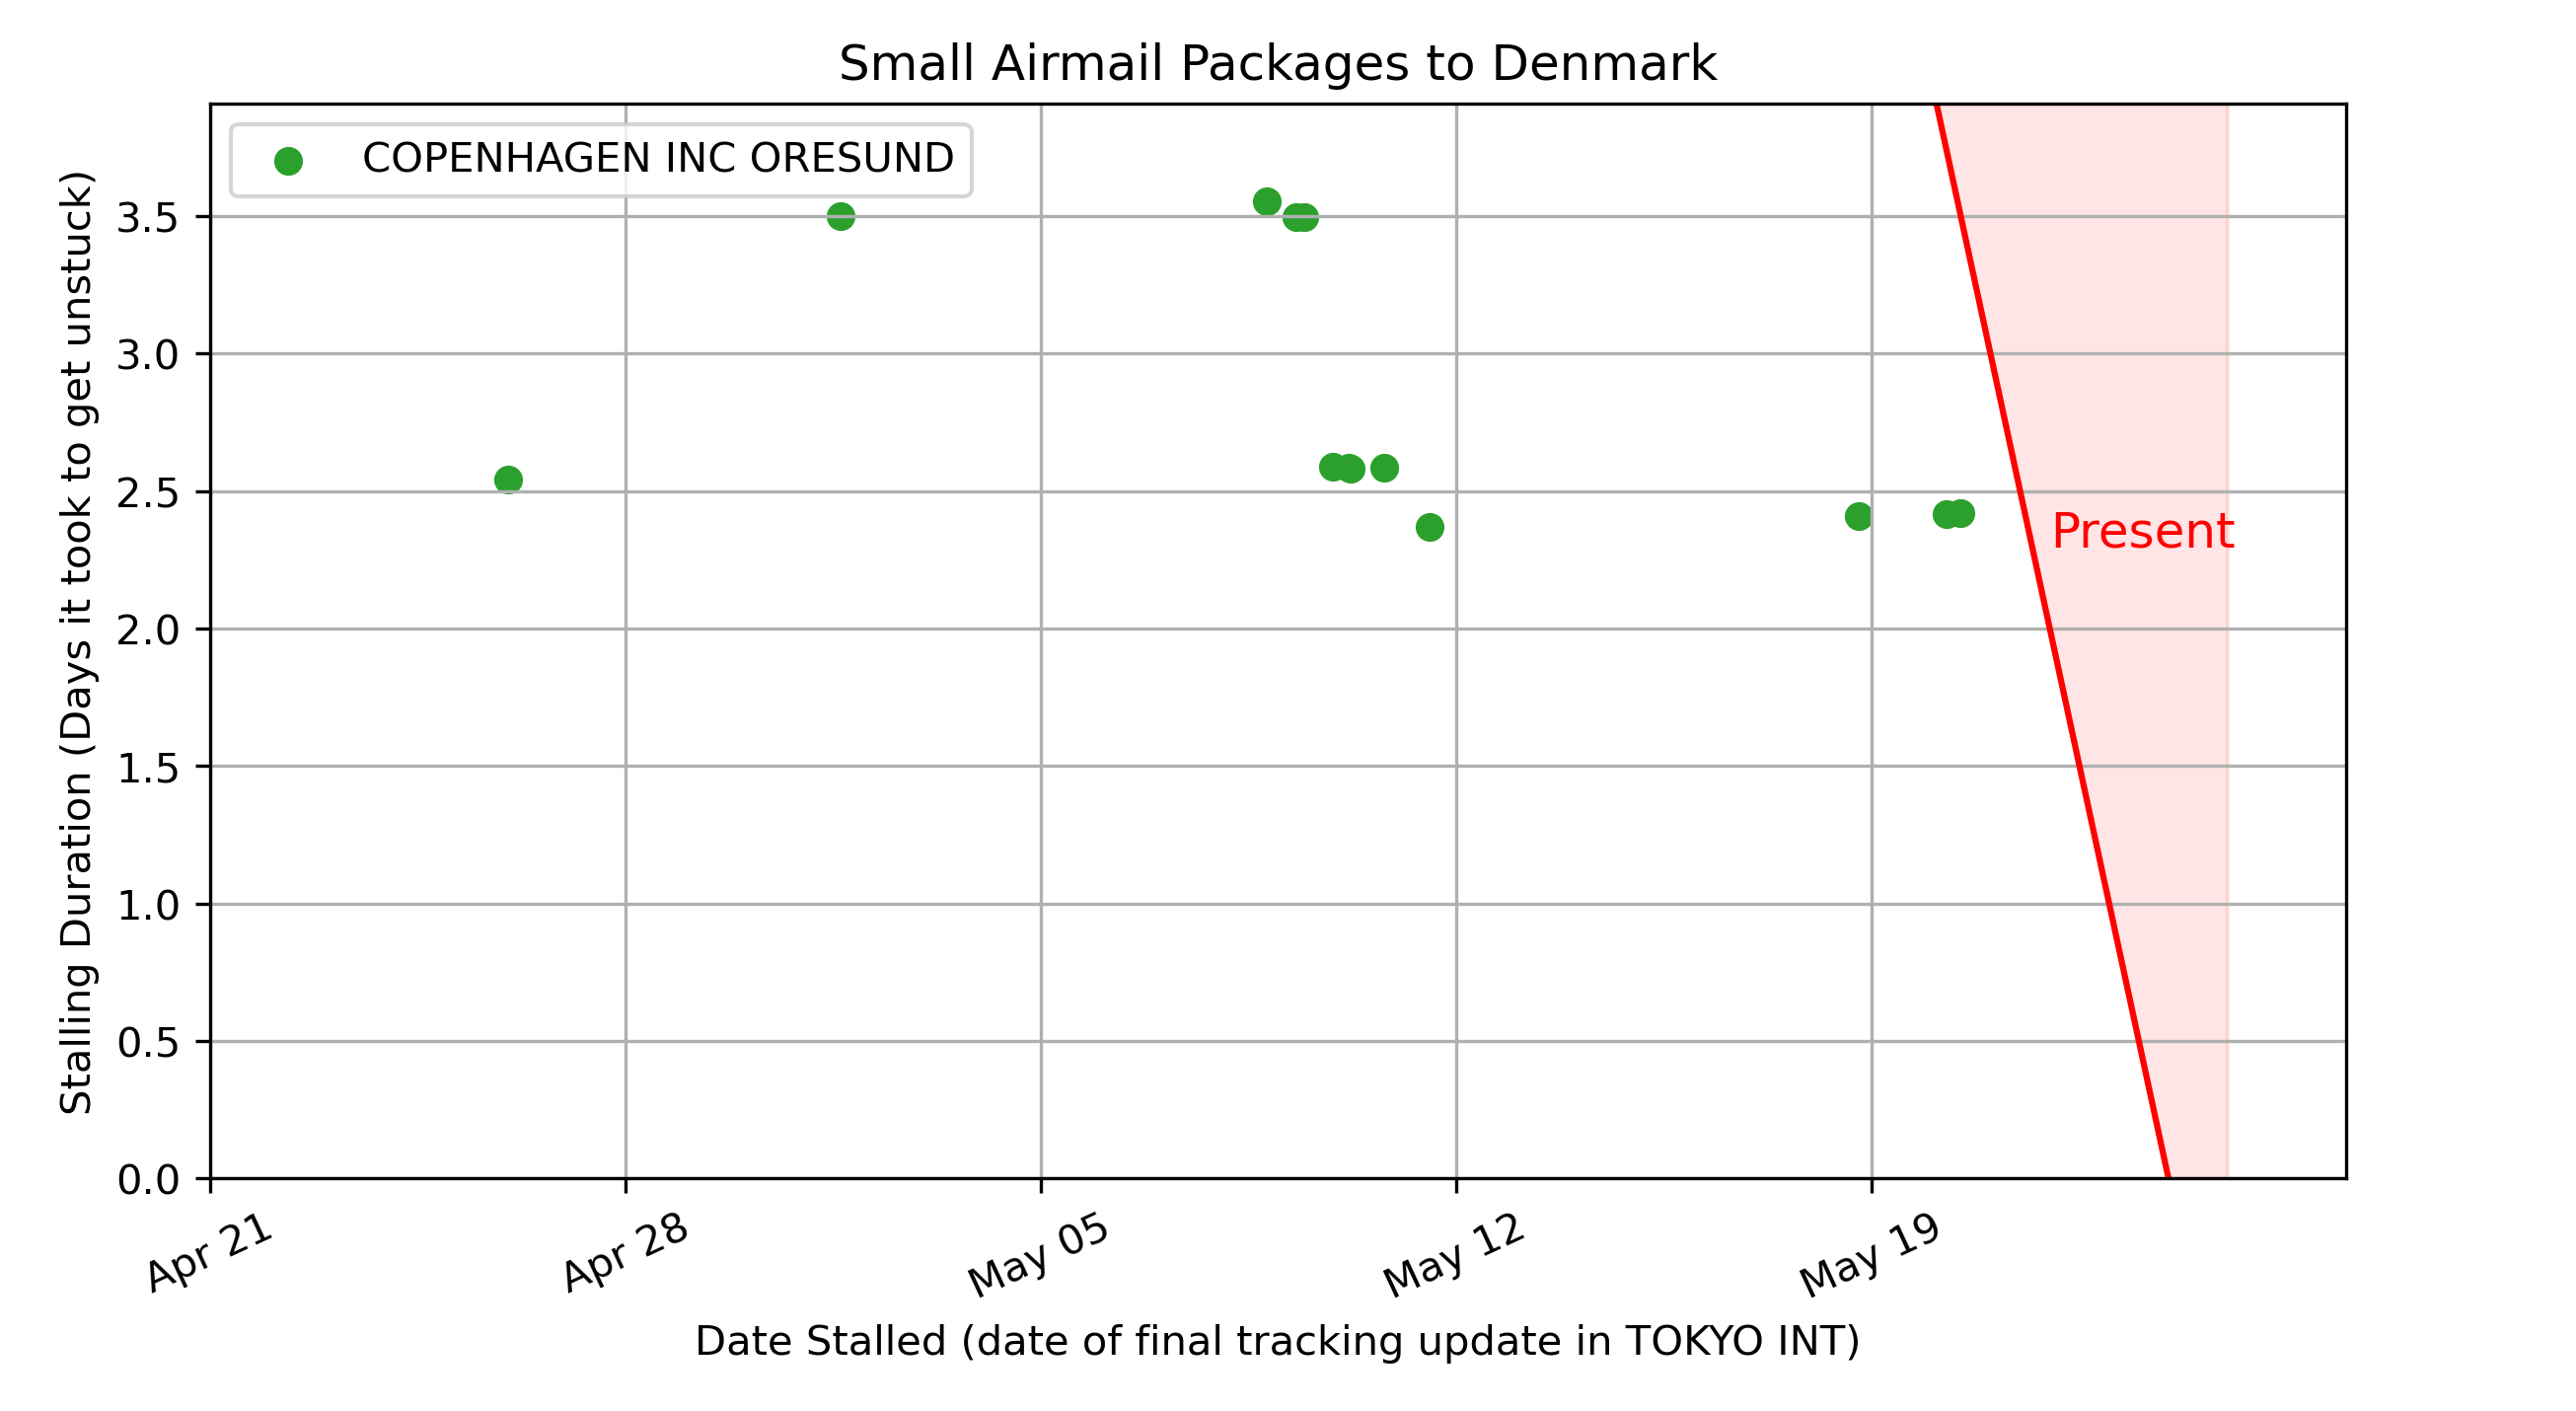 Small Airmail Packages to Denmark
COPENHAGEN INC ORESUND
Stalling Duration (Days it took to get unstuck)
3.5
3.0
2.5
2.0
1.5
1.0
0.5
0.0
Present
Apr 21
Apr 28
May 05
May 12
May 19
Date Stalled (date of final tracking update in TOKYO INT)